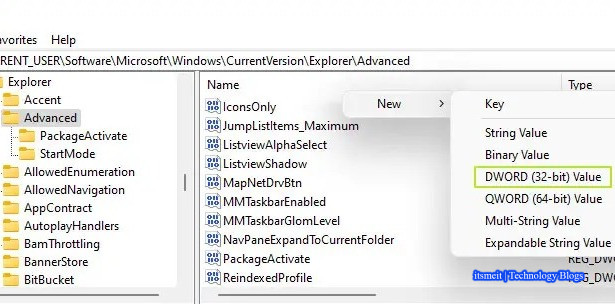 avorites Help
RENT_USER\Software\Microsoft\Windows\CurrentVersion\Explorer\Advanced
Explorer
Accent
Advanced
PackageActivate
StartMode
AllowedEnumeration
AllowedNavigation
AppContract
AutoplayHandlers
BamThrottling
BannerStore
BitBucket
Name
Type
IconsOnly
JumpListItems_Maximum
ListviewAlphaSelect
ListviewShadow
MapNetDrvBtn
MMTaskbarEnabled
MMTaskbarGlomLevel
NavPaneExpandToCurrentFolder
PackageActivate
ReindexedProfile
New >
Key
String Value
Binary Value
DWORD (32-bit) Value
QWORD (64-bit) Value
Multi-String Value
Expandable String Value
itsmeit | Technology Blogs
REG_DWO